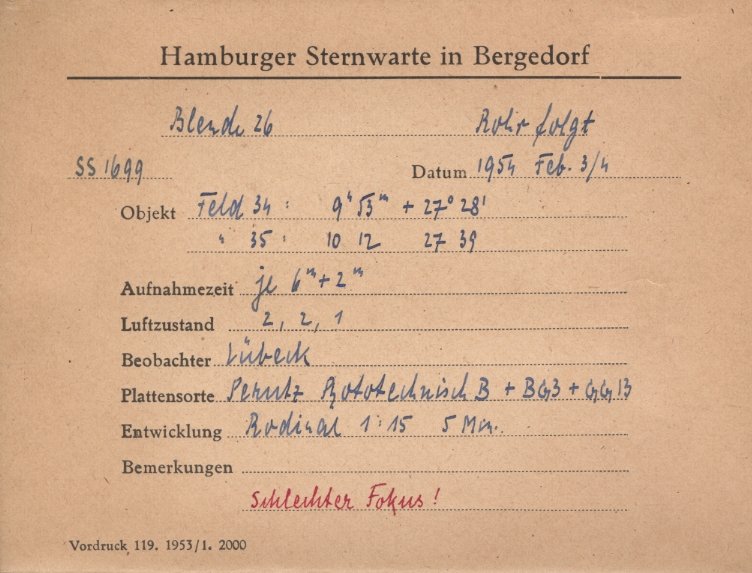 Hamburger Sternwarte in Bergedorf
Blende 26 Rohr folgt
SS 1699 Datum 1954 Feb. 3/4
Objekt Feld 34 : 9ʰ 53ᵐ + 27° 28'
" 35 : 10 12 27 39
Aufnahmezeit je 6ᵐ + 2ᵐ
Luftzustand 2, 2, 1
Beobachter Lübeck
Plattensorte Perutz Phototechnisch B + BG3 + GG13
Entwicklung Rodinal 1:15 5 Min.
Bemerkungen
Schlechter Fokus!
Vordruck 119. 1953/1. 2000